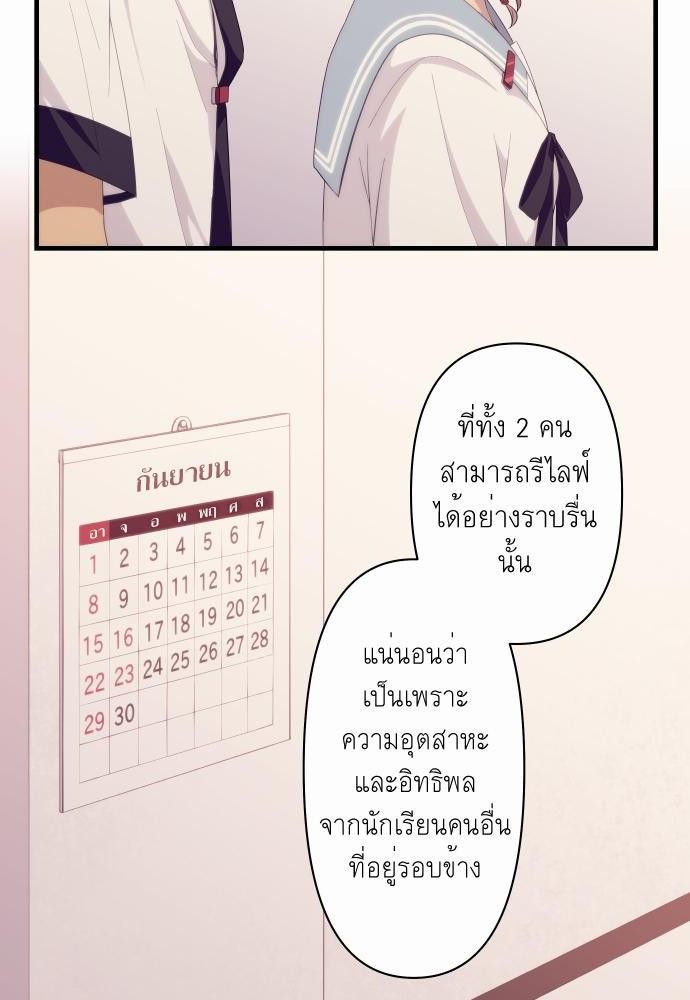 ที่ทั้ง 2 คน
สามารถรีไลฟ์
ได้อย่างราบรื่น
นั้น
กันยายน
อา จ อ พ พฤ ศ ส
1 2 3 4 5 6 7
8 9 10 11 12 13 14
15 16 17 18 19 20 21
22 23 24 25 26 27 28
29 30
แน่นอนว่า
เป็นเพราะ
ความอุตสาหะ
และอิทธิพล
จากนักเรียนคนอื่น
ที่อยู่รอบข้าง